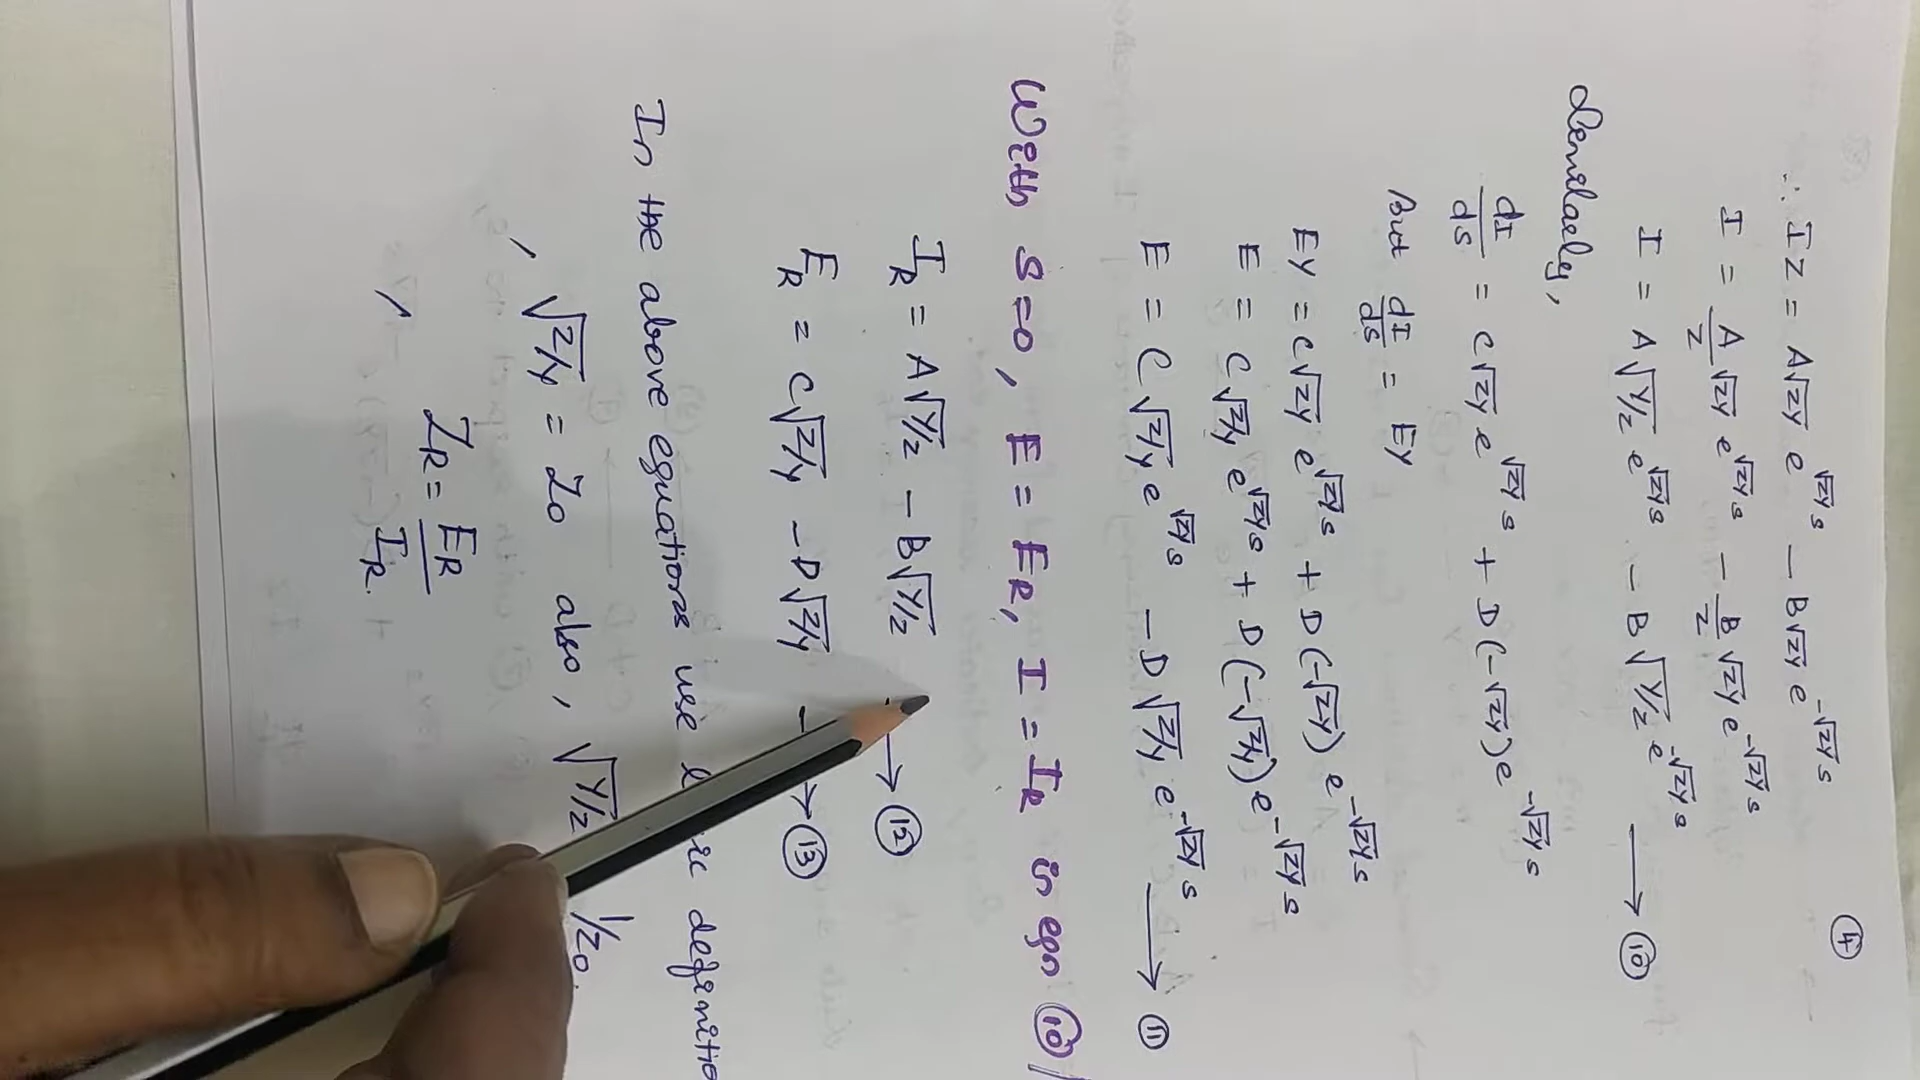 ④
∴ Iz = A√zy e^√zy s − B√zy e^−√zy s
I = A/z √zy e^√zy s − B/z √zy e^−√zy s
I = A√y/z e^√zy s − B√y/z e^−√zy s → ⑩
Similarly,
dI/ds = C√zy e^√zy s + D(−√zy) e^−√zy s
But dI/ds = Ey
Ey = C√zy e^√zy s + D(−√zy) e^−√zy s
E = C√z/y e^√zy s + D(−√z/y) e^−√zy s
E = C√z/y e^√zy s − D√z/y e^−√zy s → ⑪
With S=0, E = E_R, I = I_R in eqn ⑩
I_R = A√y/z − B√y/z → ⑫
E_R = C√z/y − D√z/y → ⑬
In the above equations use
, √z/y = Z0 also, √y/z 1/Z0.
, Z_R = E_R/I_R.